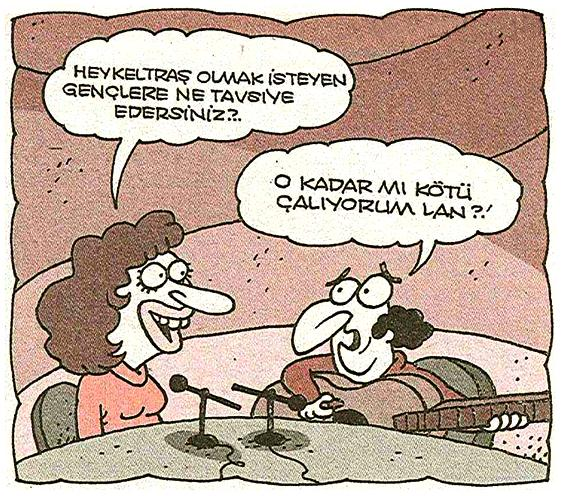 HEYKELTRAŞ OLMAK İSTEYEN
GENÇLERE NE TAVSİYE
EDERSİNİZ?.
O KADAR MI KÖTÜ
ÇALIYORUM LAN?!